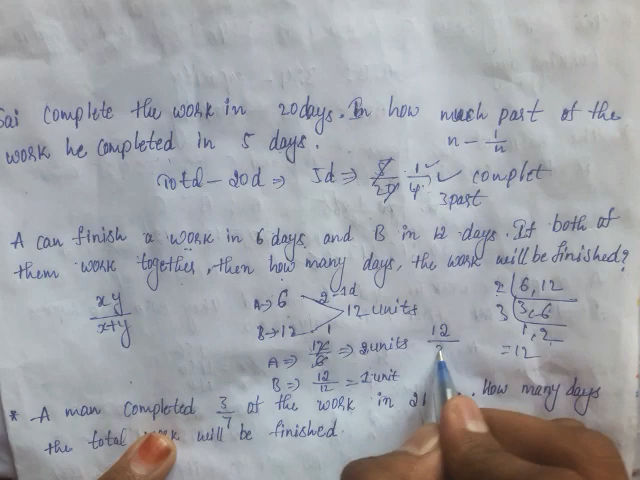 Sai complete the work in 20days. In how much part of the
work he completed in 5 days.
n - 1/n
Totd - 20d => 5d => 5/20 1/4 ✓ complet
3part
A can finish a work in 6 days and B in 12 days. If both of
them work together, then how many days, the work will be finished?
xy/x+y
A→ 6 2-1d
12 units
B→12 1
A => 12/6 => 2units
B => 12/12 = 1unit
12
2 | 6, 12
3 | 3, 6
1, 2
= 12
* A man completed 3/7 of the work in 21 how many days
the total will be finished.